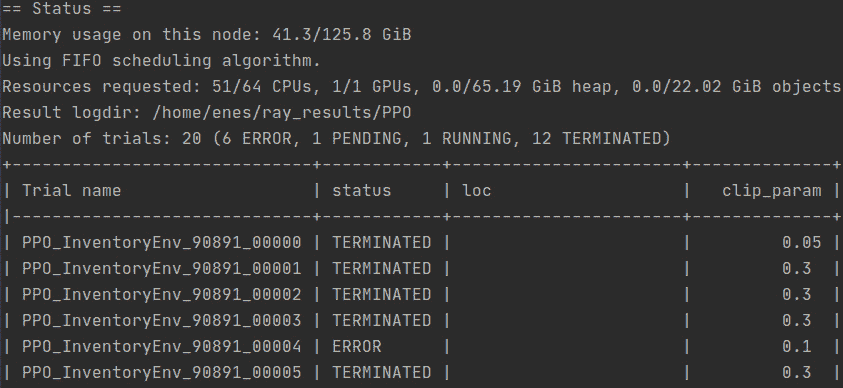 == Status ==
Memory usage on this node: 41.3/125.8 GiB
Using FIFO scheduling algorithm.
Resources requested: 51/64 CPUs, 1/1 GPUs, 0.0/65.19 GiB heap, 0.0/22.02 GiB objects
Result logdir: /home/enes/ray_results/PPO
Number of trials: 20 (6 ERROR, 1 PENDING, 1 RUNNING, 12 TERMINATED)
+------------------------------+------------+-----------------------+--------------+
| Trial name                   | status     | loc                   |   clip_param |
|------------------------------+------------+-----------------------+--------------+
| PPO_InventoryEnv_90891_00000 | TERMINATED |                       |         0.05 |
| PPO_InventoryEnv_90891_00001 | TERMINATED |                       |         0.3  |
| PPO_InventoryEnv_90891_00002 | TERMINATED |                       |         0.3  |
| PPO_InventoryEnv_90891_00003 | TERMINATED |                       |         0.3  |
| PPO_InventoryEnv_90891_00004 | ERROR      |                       |         0.1  |
| PPO_InventoryEnv_90891_00005 | TERMINATED |                       |         0.3  |